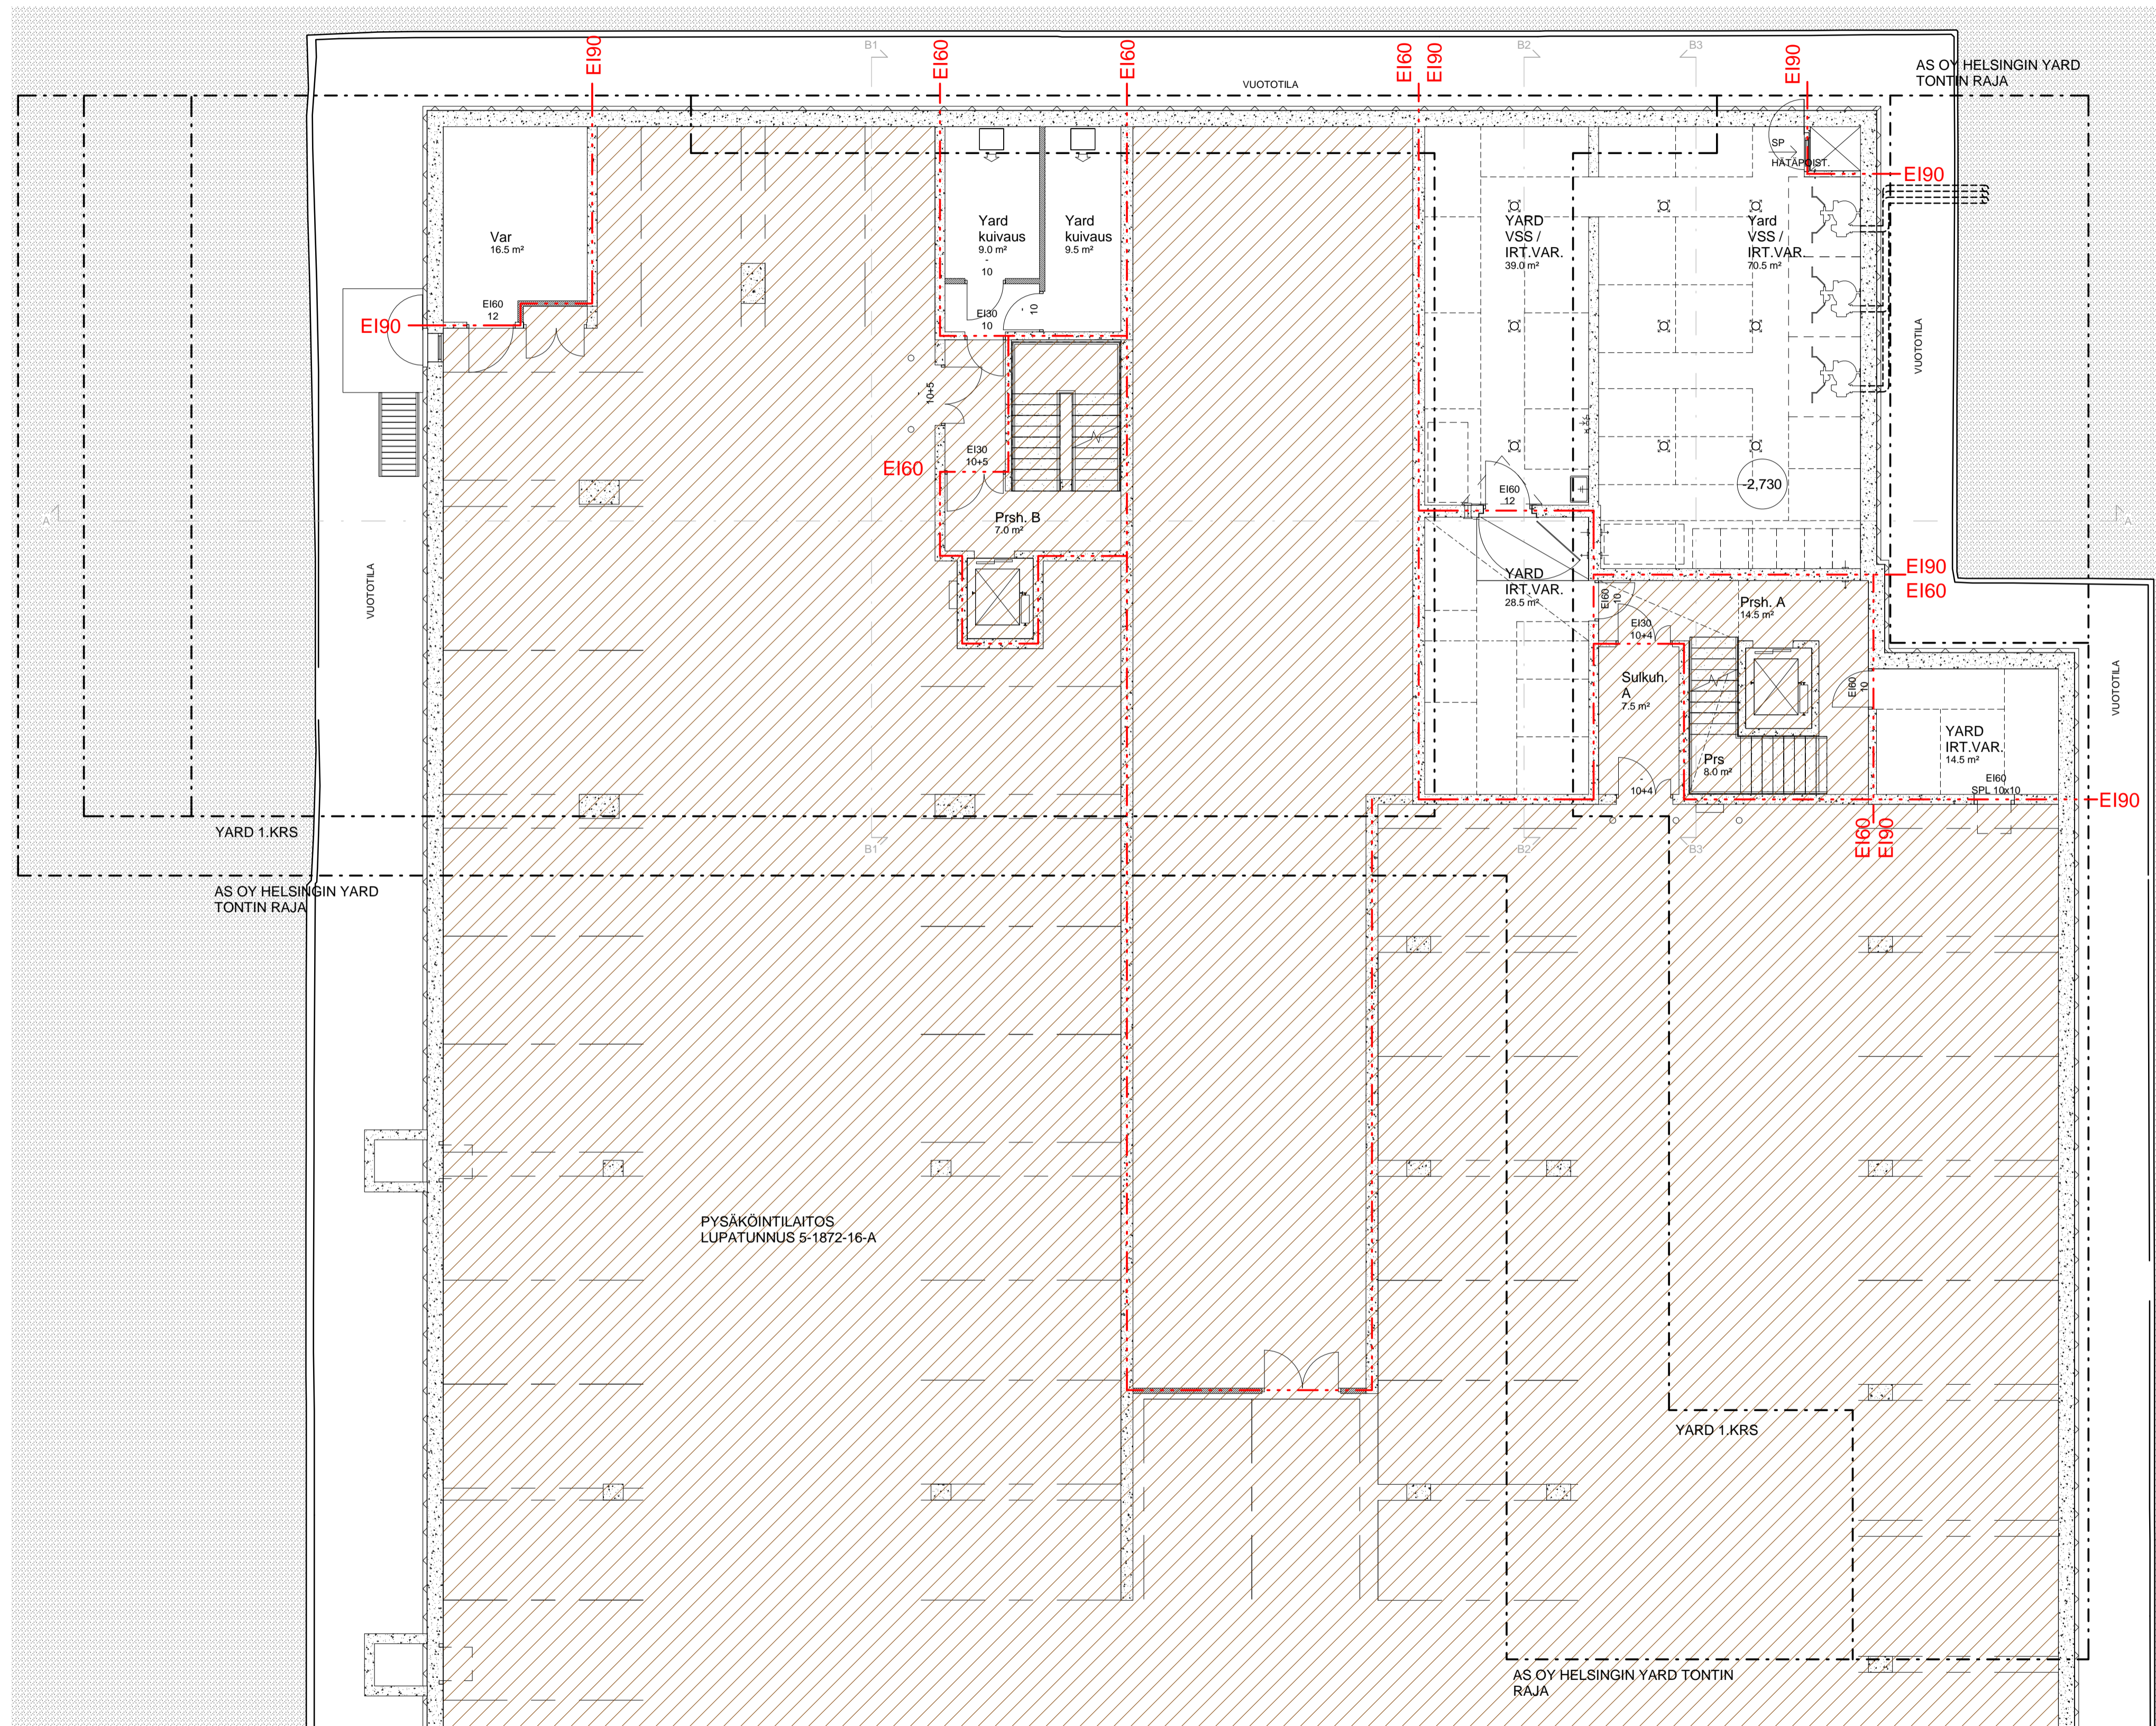 EI90
B1
EI60
EI60
EI60
EI90
B2
B3
EI90
AS OY HELSINGIN YARD
TONTIN RAJA
VUOTOTILA
SP
HÄTÄPOIST.
EI90
Var
16.5 m²
Yard
kuivaus
9.0 m²
Yard
kuivaus
9.5 m²
YARD
VSS /
IRT.VAR.
39.0 m²
Yard
VSS /
IRT.VAR.
70.5 m²
-
10
-
10
EI30
10
EI60
12
EI90
VUOTOTILA
-
10+5
EI30
10+5
EI60
EI60
12
-2,730
A
A
Prsh. B
7.0 m²
VUOTOTILA
YARD
IRT.VAR.
28.5 m²
EI60
10
Prsh. A
14.5 m²
EI30
10+4
EI90
EI60
Sulkuh.
A
7.5 m²
EI60
10
VUOTOTILA
YARD
IRT.VAR.
14.5 m²
Prs
8.0 m²
EI60
SPL 10x10
-
10+4
EI90
YARD 1.KRS
B1
B2
B3
EI60
EI90
AS OY HELSINGIN YARD
TONTIN RAJA
PYSÄKÖINTILAITOS
LUPATUNNUS 5-1872-16-A
YARD 1.KRS
AS OY HELSINGIN YARD TONTIN
RAJA